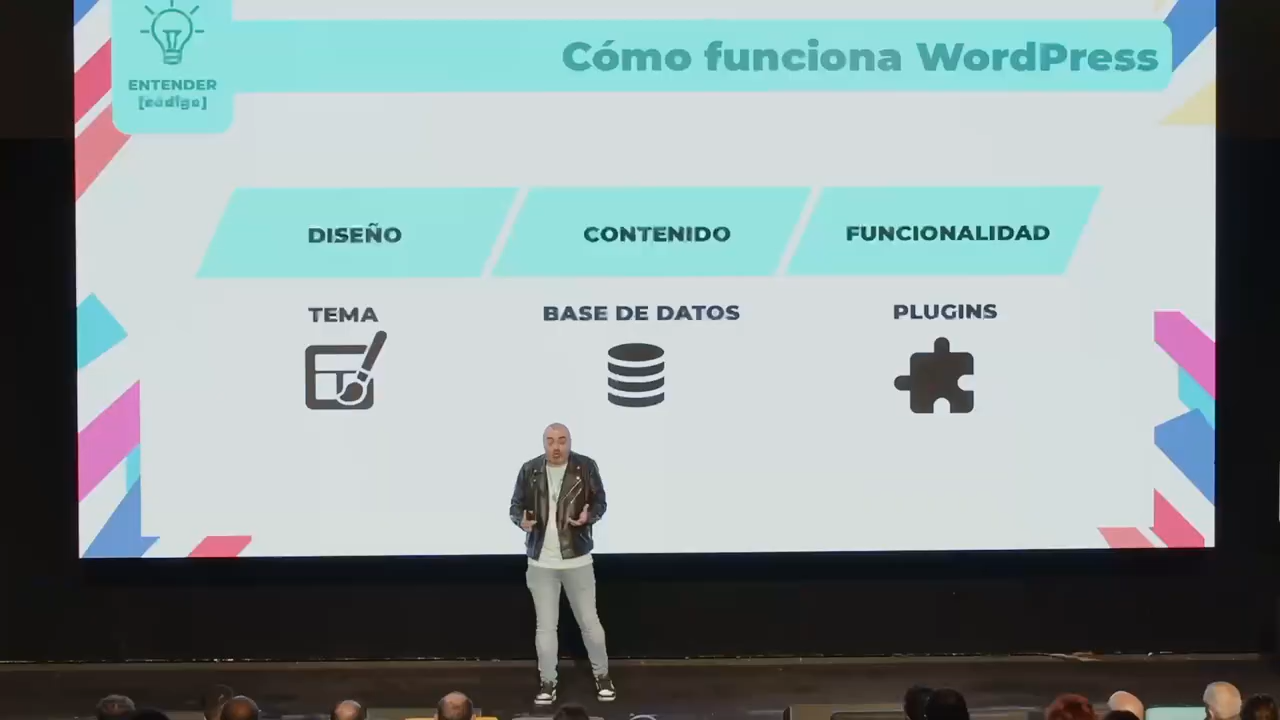 ENTENDER
[código]
Cómo funciona WordPress
DISEÑO
CONTENIDO
FUNCIONALIDAD
TEMA
BASE DE DATOS
PLUGINS